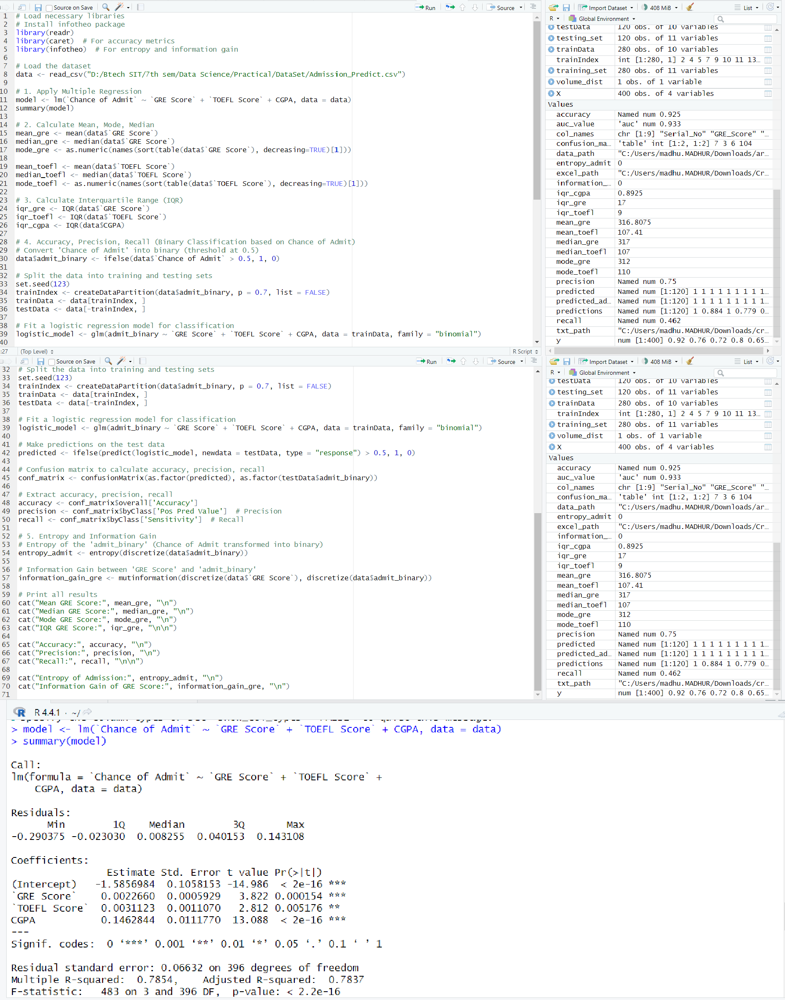 Source on Save
Run
Source
1 # Load necessary libraries
2 # Install infotheo package
3 library(readr)
4 library(caret)  # For accuracy metrics
5 library(infotheo)  # For entropy and information gain
6
7 # Load the dataset
8 data <- read_csv("D:/Btech SIT/7th sem/Data Science/Practical/DataSet/Admission_Predict.csv")
9
10 # 1. Apply Multiple Regression
11 model <- lm(`Chance of Admit` ~ `GRE Score` + `TOEFL Score` + CGPA, data = data)
12 summary(model)
13
14 # 2. Calculate Mean, Mode, Median
15 mean_gre <- mean(data$`GRE Score`)
16 median_gre <- median(data$`GRE Score`)
17 mode_gre <- as.numeric(names(sort(table(data$`GRE Score`), decreasing=TRUE)[1]))
18
19 mean_toefl <- mean(data$`TOEFL Score`)
20 median_toefl <- median(data$`TOEFL Score`)
21 mode_toefl <- as.numeric(names(sort(table(data$`TOEFL Score`), decreasing=TRUE)[1]))
22
23 # 3. Calculate Interquartile Range (IQR)
24 iqr_gre <- IQR(data$`GRE Score`)
25 iqr_toefl <- IQR(data$`TOEFL Score`)
26 iqr_cgpa <- IQR(data$CGPA)
27
28 # 4. Accuracy, Precision, Recall (Binary Classification based on Chance of Admit)
29 # Convert 'Chance of Admit' into binary (threshold at 0.5)
30 data$admit_binary <- ifelse(data$`Chance of Admit` > 0.5, 1, 0)
31
32 # Split the data into training and testing sets
33 set.seed(123)
34 trainIndex <- createDataPartition(data$admit_binary, p = 0.7, list = FALSE)
35 trainData <- data[trainIndex, ]
36 testData <- data[-trainIndex, ]
37
38 # Fit a logistic regression model for classification
39 logistic_model <- glm(admit_binary ~ `GRE Score` + `TOEFL Score` + CGPA, data = trainData, family = "binomial")
40
:27 (Top Level) R Script
Import Dataset 408 MiB List
R Global Environment
testData 120 obs. of 10 variables
testing_set 120 obs. of 11 variables
trainData 280 obs. of 10 variables
trainIndex int [1:280, 1] 2 4 5 7 9 10 11 13…
training_set 280 obs. of 11 variables
volume_dist 1 obs. of 1 variable
X 400 obs. of 4 variables
Values
accuracy Named num 0.925
auc_value 'auc' num 0.933
col_names chr [1:9] "Serial_No" "GRE_Score" "…
confusion_ma… 'table' int [1:2, 1:2] 7 3 6 104
data_path "C:/Users/madhu.MADHUR/Downloads/ar…
entropy_admit 0
excel_path "C:/Users/madhu.MADHUR/Downloads/Cr…
information_… 0
iqr_cgpa 0.8925
iqr_gre 17
iqr_toefl 9
mean_gre 316.8075
mean_toefl 107.41
median_gre 317
median_toefl 107
mode_gre 312
mode_toefl 110
precision Named num 0.75
predicted Named num [1:120] 1 1 1 1 1 1 1 1 1…
predicted_ad… Named num [1:120] 1 1 1 1 1 1 1 1 1…
predictions Named num [1:120] 1 0.884 1 0.779 0…
recall Named num 0.462
txt_path "C:/Users/madhu.MADHUR/Downloads/cr…
y num [1:400] 0.92 0.76 0.72 0.8 0.65…
Source on Save
Run
Source
32 # Split the data into training and testing sets
33 set.seed(123)
34 trainIndex <- createDataPartition(data$admit_binary, p = 0.7, list = FALSE)
35 trainData <- data[trainIndex, ]
36 testData <- data[-trainIndex, ]
37
38 # Fit a logistic regression model for classification
39 logistic_model <- glm(admit_binary ~ `GRE Score` + `TOEFL Score` + CGPA, data = trainData, family = "binomial")
40
41 # Make predictions on the test data
42 predicted <- ifelse(predict(logistic_model, newdata = testData, type = "response") > 0.5, 1, 0)
43
44 # Confusion matrix to calculate accuracy, precision, recall
45 conf_matrix <- confusionMatrix(as.factor(predicted), as.factor(testData$admit_binary))
46
47 # Extract accuracy, precision, recall
48 accuracy <- conf_matrix$overall['Accuracy']
49 precision <- conf_matrix$byClass['Pos Pred Value']  # Precision
50 recall <- conf_matrix$byClass['Sensitivity']  # Recall
51
52 # 5. Entropy and Information Gain
53 # Entropy of the 'admit_binary' (Chance of Admit transformed into binary)
54 entropy_admit <- entropy(discretize(data$admit_binary))
55
56 # Information Gain between 'GRE Score' and 'admit_binary'
57 information_gain_gre <- mutinformation(discretize(data$`GRE Score`), discretize(data$admit_binary))
58
59 # Print all results
60 cat("Mean GRE Score:", mean_gre, "\n")
61 cat("Median GRE Score:", median_gre, "\n")
62 cat("Mode GRE Score:", mode_gre, "\n")
63 cat("IQR GRE Score:", iqr_gre, "\n\n")
64
65 cat("Accuracy:", accuracy, "\n")
66 cat("Precision:", precision, "\n")
67 cat("Recall:", recall, "\n\n")
68
69 cat("Entropy of Admission:", entropy_admit, "\n")
70 cat("Information Gain of GRE Score:", information_gain_gre, "\n")
71
Import Dataset 408 MiB List
R Global Environment
testData 120 obs. of 10 variables
testing_set 120 obs. of 11 variables
trainData 280 obs. of 10 variables
trainIndex int [1:280, 1] 2 4 5 7 9 10 11 13…
training_set 280 obs. of 11 variables
volume_dist 1 obs. of 1 variable
X 400 obs. of 4 variables
Values
accuracy Named num 0.925
auc_value 'auc' num 0.933
col_names chr [1:9] "Serial_No" "GRE_Score" "…
confusion_ma… 'table' int [1:2, 1:2] 7 3 6 104
data_path "C:/Users/madhu.MADHUR/Downloads/ar…
entropy_admit 0
excel_path "C:/Users/madhu.MADHUR/Downloads/Cr…
information_… 0
iqr_cgpa 0.8925
iqr_gre 17
iqr_toefl 9
mean_gre 316.8075
mean_toefl 107.41
median_gre 317
median_toefl 107
mode_gre 312
mode_toefl 110
precision Named num 0.75
predicted Named num [1:120] 1 1 1 1 1 1 1 1 1…
predicted_ad… Named num [1:120] 1 1 1 1 1 1 1 1 1…
predictions Named num [1:120] 1 0.884 1 0.779 0…
recall Named num 0.462
txt_path "C:/Users/madhu.MADHUR/Downloads/cr…
y num [1:400] 0.92 0.76 0.72 0.8 0.65…
R R 4.4.1 · ~/
> model <- lm(`Chance of Admit` ~ `GRE Score` + `TOEFL Score` + CGPA, data = data)
> summary(model)
Call:
lm(formula = `Chance of Admit` ~ `GRE Score` + `TOEFL Score` +
    CGPA, data = data)
Residuals:
Min 1Q Median 3Q Max
-0.290375 -0.023030 0.008255 0.040153 0.143108
Coefficients:
Estimate Std. Error t value Pr(>|t|)
(Intercept) -1.5856984 0.1058153 -14.986 < 2e-16 ***
`GRE Score` 0.0022660 0.0005929 3.822 0.000154 ***
`TOEFL Score` 0.0031123 0.0011070 2.812 0.005176 **
CGPA 0.1462844 0.0111770 13.088 < 2e-16 ***
---
Signif. codes: 0 ‘***’ 0.001 ‘**’ 0.01 ‘*’ 0.05 ‘.’ 0.1 ‘ ’ 1
Residual standard error: 0.06632 on 396 degrees of freedom
Multiple R-squared: 0.7854, Adjusted R-squared: 0.7837
F-statistic: 483 on 3 and 396 DF, p-value: < 2.2e-16